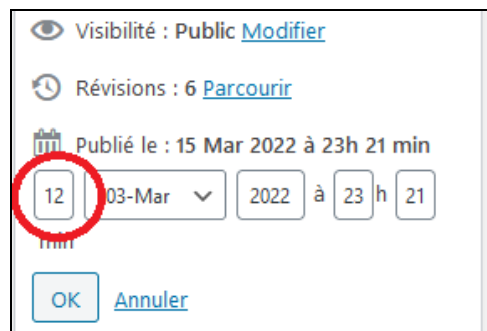 Visibilité : Public Modifier
Révisions : 6 Parcourir
Publié le : 15 Mar 2022 à 23h 21 min
12 03-Mar 2022 à 23 h 21
min
OK Annuler